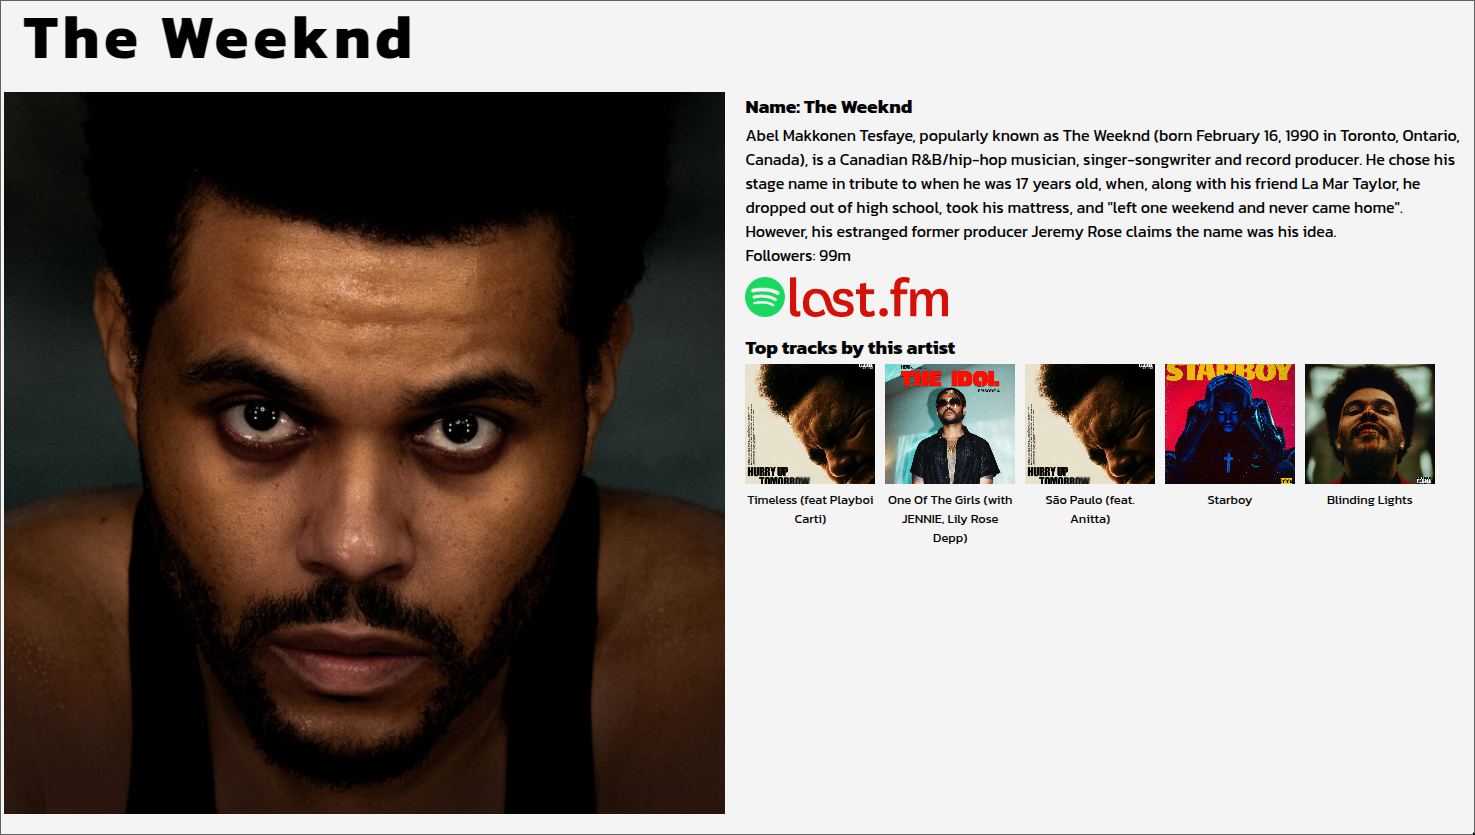 The Weeknd
Name: The Weeknd
Abel Makkonen Tesfaye, popularly known as The Weeknd (born February 16, 1990 in Toronto, Ontario,
Canada), is a Canadian R&B/hip-hop musician, singer-songwriter and record producer. He chose his
stage name in tribute to when he was 17 years old, when, along with his friend La Mar Taylor, he
dropped out of high school, took his mattress, and "left one weekend and never came home".
However, his estranged former producer Jeremy Rose claims the name was his idea.
Followers: 99m
last.fm
Top tracks by this artist
HURRY UP
TOMORROW
THE IDOL
HURRY UP
TOMORROW
STARBOY
Timeless (feat Playboi
Carti)
One Of The Girls (with
JENNIE, Lily Rose
Depp)
São Paulo (feat.
Anitta)
Starboy
Blinding Lights